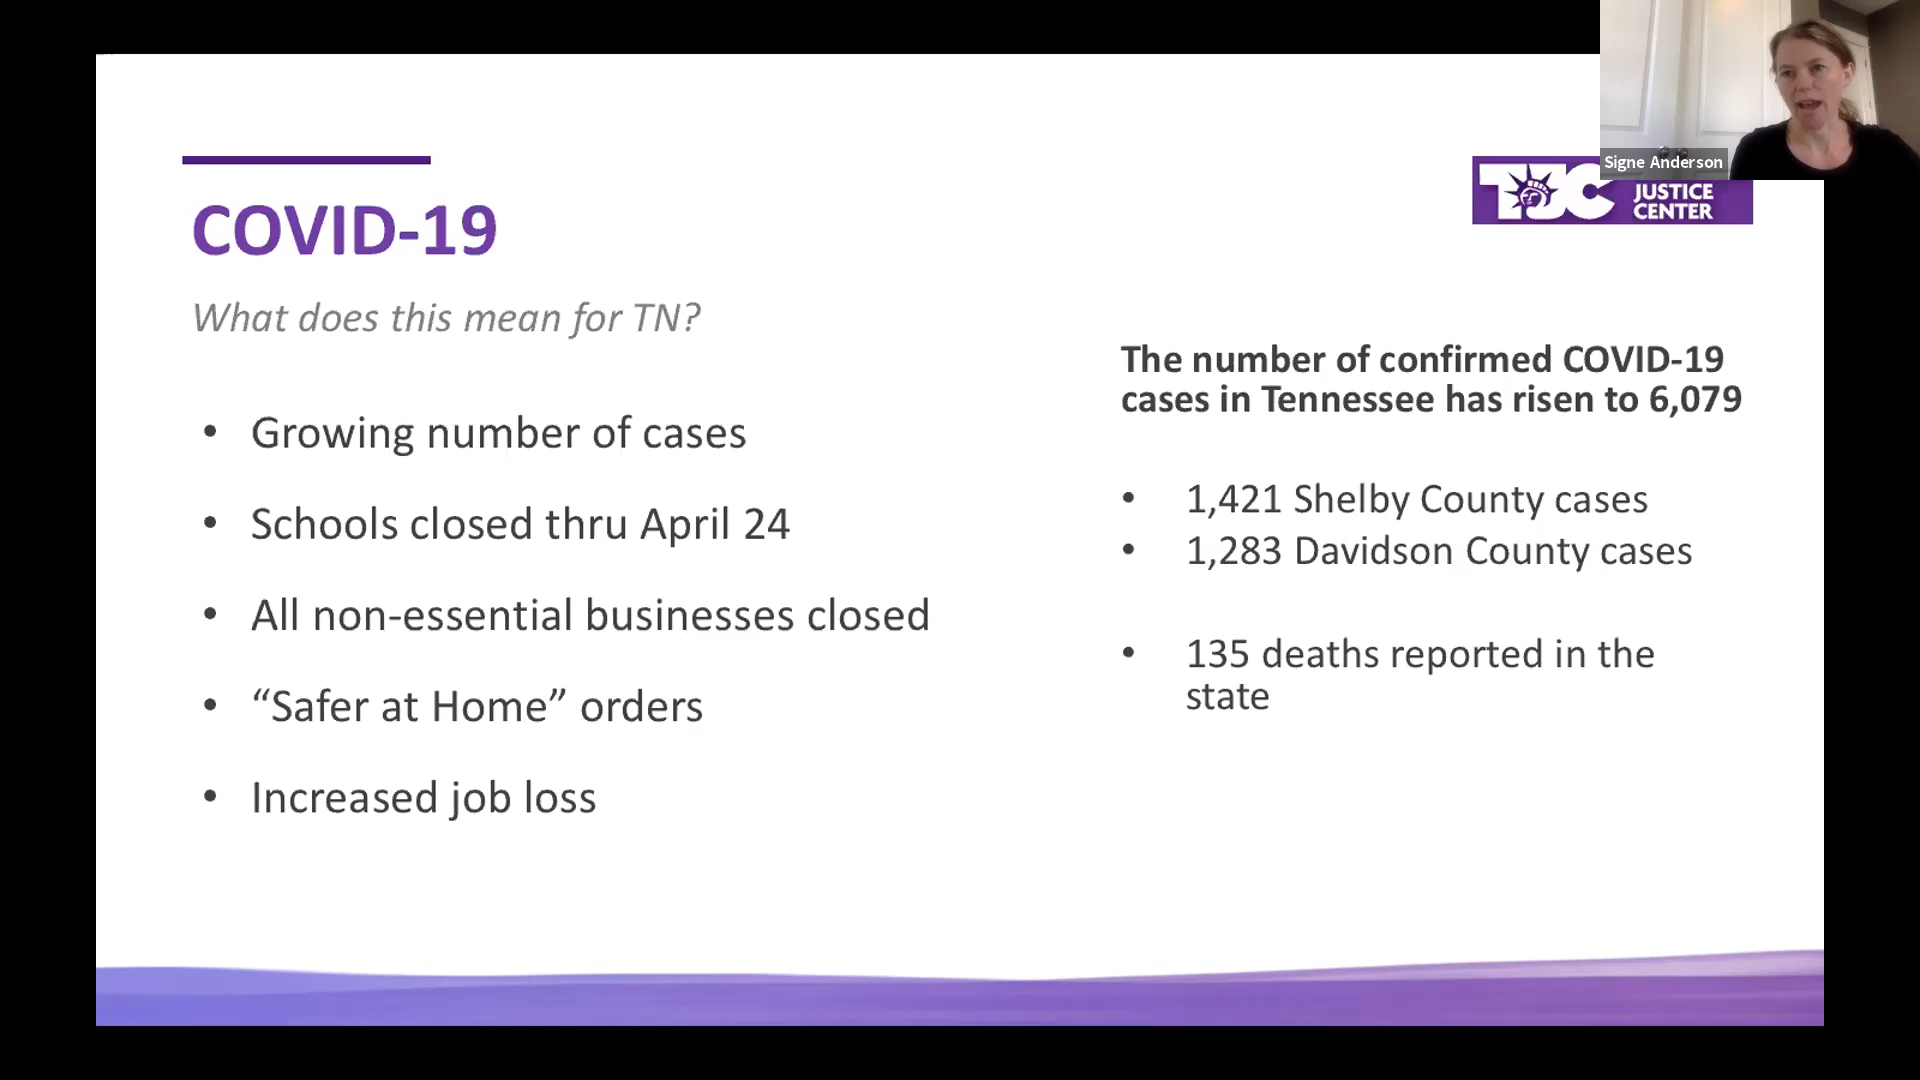 Signe Anderson
TJC
JUSTICE
CENTER
COVID-19
What does this mean for TN?
• Growing number of cases
• Schools closed thru April 24
• All non-essential businesses closed
• “Safer at Home” orders
• Increased job loss
The number of confirmed COVID-19
cases in Tennessee has risen to 6,079
• 1,421 Shelby County cases
• 1,283 Davidson County cases
• 135 deaths reported in the
state